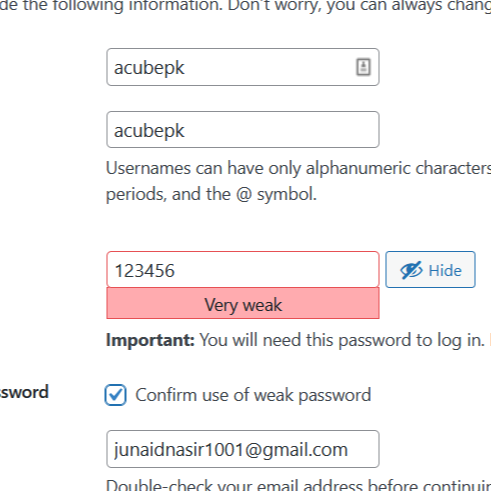 de the following information. Don't worry, you can always chang
acubepk
acubepk
Usernames can have only alphanumeric characters
periods, and the @ symbol.
123456
Hide
Very weak
Important: You will need this password to log in.
ssword
Confirm use of weak password
junaidnasir1001@gmail.com
Double-check your email address before continuin